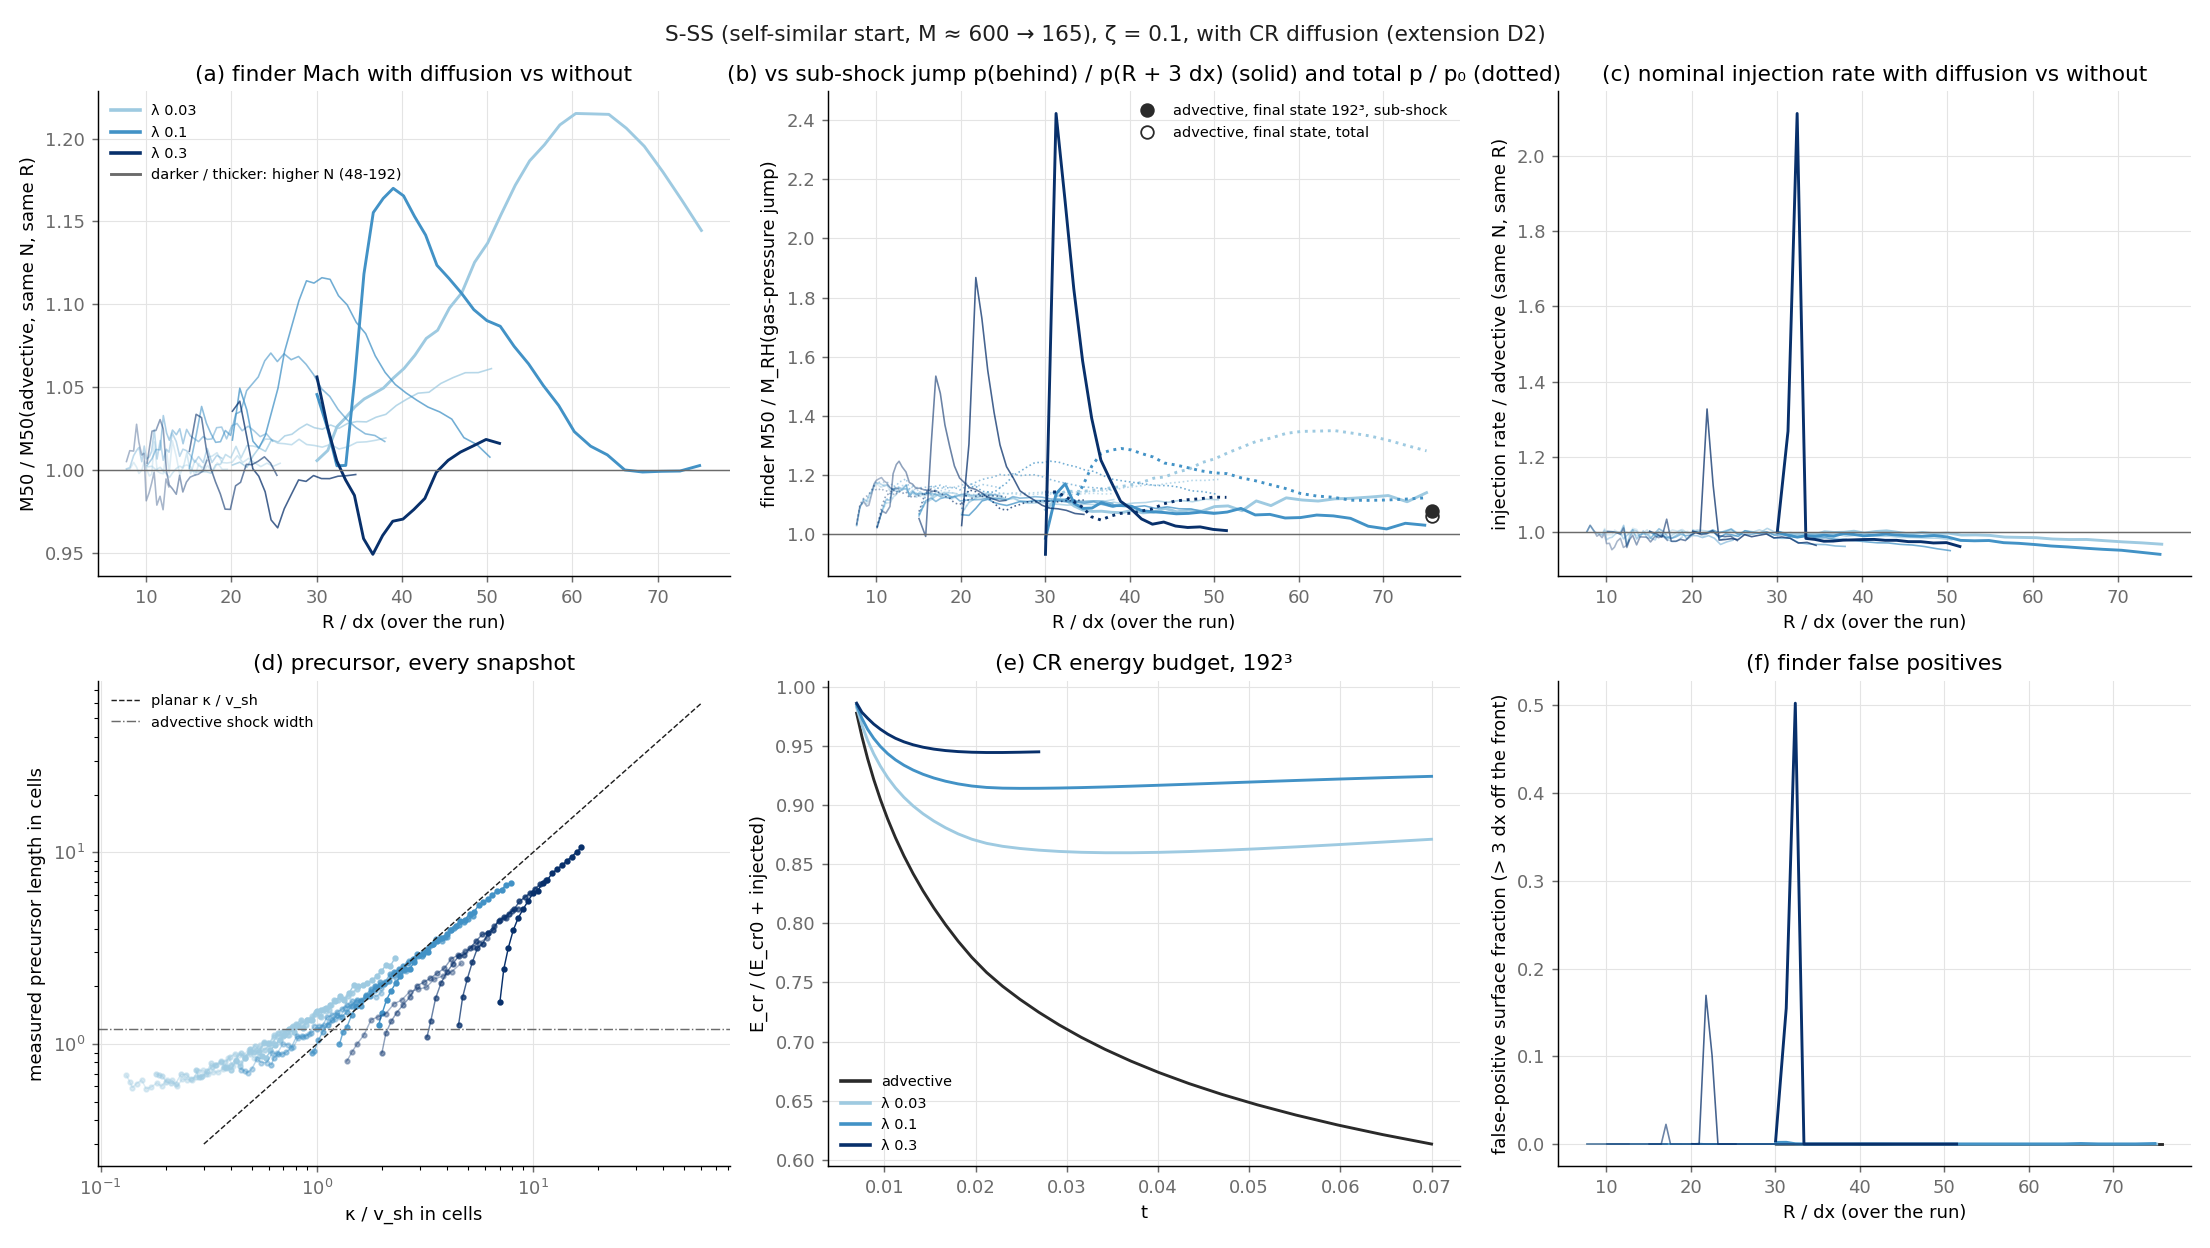 S-SS (self-similar start, M ≈ 600 → 165), ζ = 0.1, with CR diffusion (extension D2)
(a) finder Mach with diffusion vs without
M50 / M50(advective, same N, same R)
1.20
1.15
1.10
1.05
1.00
0.95
λ 0.03
λ 0.1
λ 0.3
darker / thicker: higher N (48-192)
10 20 30 40 50 60 70
R / dx (over the run)
(b) vs sub-shock jump p(behind) / p(R + 3 dx) (solid) and total p / p₀ (dotted)
finder M50 / M_RH(gas-pressure jump)
2.4
2.2
2.0
1.8
1.6
1.4
1.2
1.0
advective, final state 192³, sub-shock
advective, final state, total
10 20 30 40 50 60 70
R / dx (over the run)
(c) nominal injection rate with diffusion vs without
injection rate / advective (same N, same R)
2.0
1.8
1.6
1.4
1.2
1.0
10 20 30 40 50 60 70
R / dx (over the run)
(d) precursor, every snapshot
measured precursor length in cells
10¹
10⁰
planar κ / v_sh
advective shock width
10⁻¹ 10⁰ 10¹
κ / v_sh in cells
(e) CR energy budget, 192³
E_cr / (E_cr0 + injected)
1.00
0.95
0.90
0.85
0.80
0.75
0.70
0.65
0.60
advective
λ 0.03
λ 0.1
λ 0.3
0.01 0.02 0.03 0.04 0.05 0.06 0.07
t
(f) finder false positives
false-positive surface fraction (> 3 dx off the front)
0.5
0.4
0.3
0.2
0.1
0.0
10 20 30 40 50 60 70
R / dx (over the run)